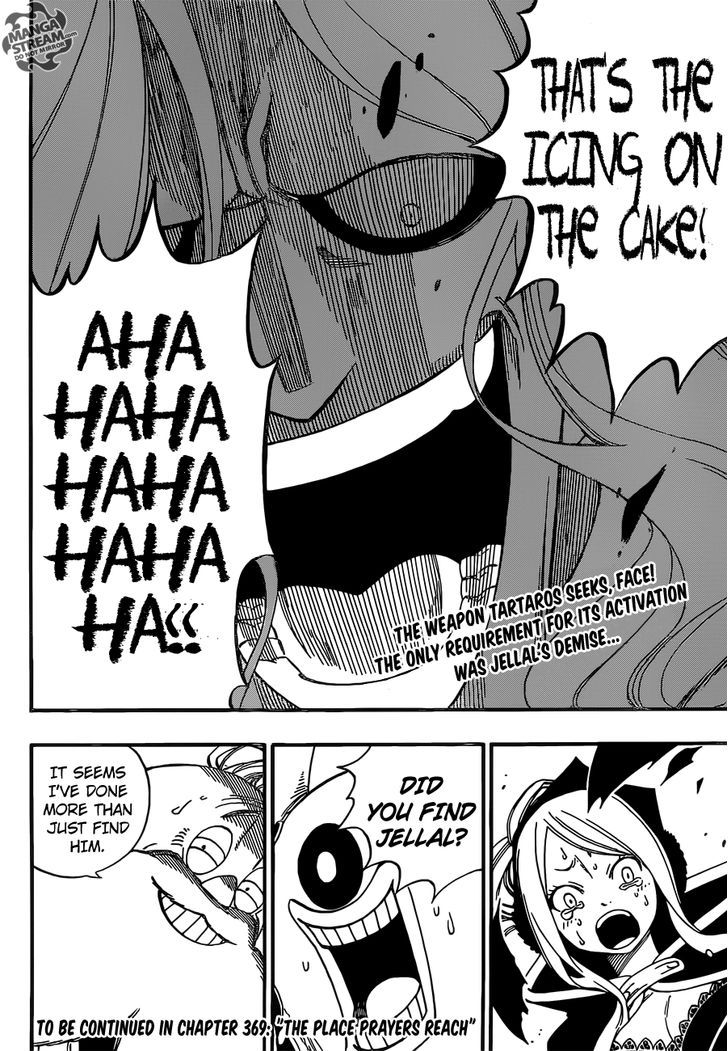 MANGA
STREAM.com
DO NOT MIRROR
THAT'S THE
ICING ON
THE CAKE!
AHA
HAHA
HAHA
HAHA
HA!!
THE WEAPON TARTAROS SEEKS, FACE!
THE ONLY REQUIREMENT FOR ITS ACTIVATION
WAS JELLAL'S DEMISE...
IT SEEMS
I'VE DONE
MORE THAN
JUST FIND
HIM.
DID
YOU FIND
JELLAL?
TO BE CONTINUED IN CHAPTER 369: "THE PLACE PRAYERS REACH"